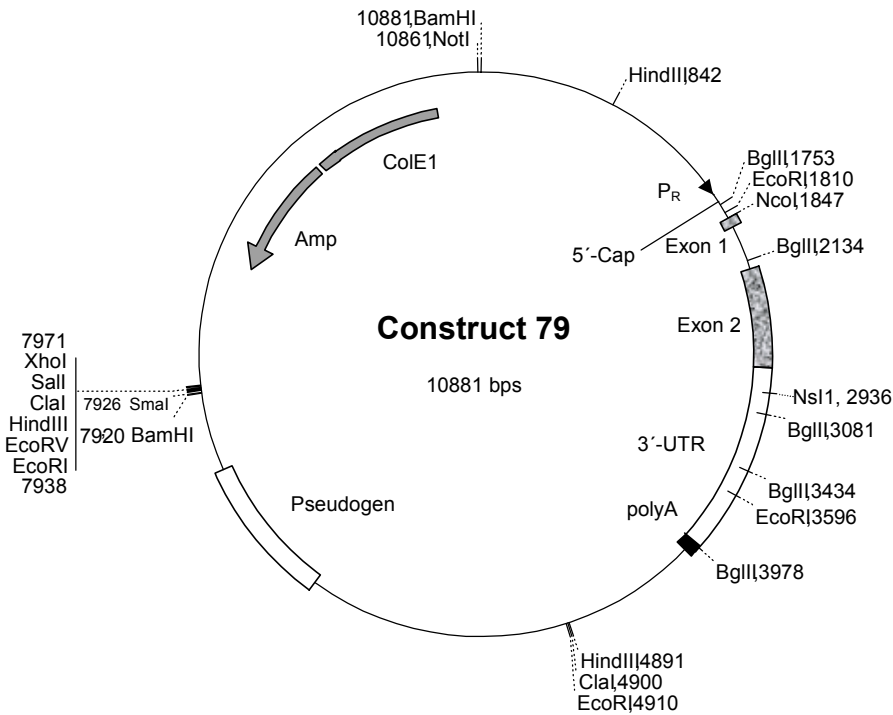 10881,BamHI
10861,NotI
HindIII,842
BglII,1753
EcoRI,1810
NcoI,1847
P_R
5´-Cap
Exon 1
BglII,2134
ColE1
Amp
Construct 79
10881 bps
Exon 2
NsI1, 2936
BglII,3081
3´-UTR
BglII,3434
EcoRI,3596
polyA
BglII,3978
7971
XhoI
SalI
ClaI
HindIII
EcoRV
EcoRI
7938
7926 SmaI
7920 BamHI
Pseudogen
HindIII,4891
ClaI,4900
EcoRI,4910